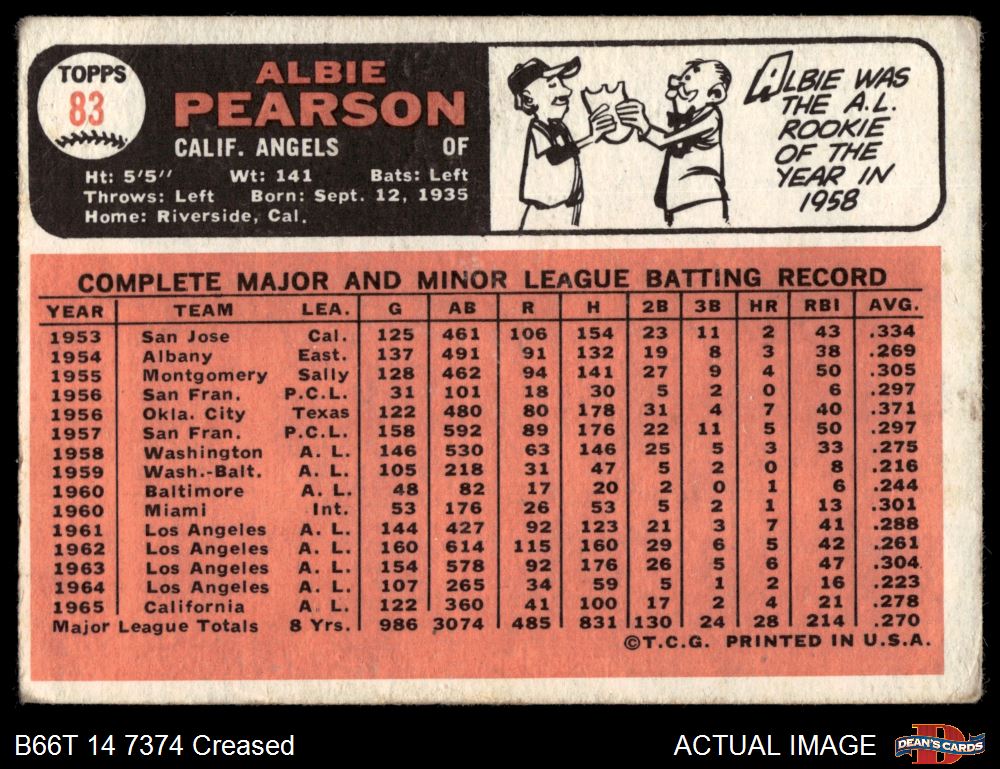 TOPPS
83
ALBIE
PEARSON
CALIF. ANGELS OF
Ht: 5'5" Wt: 141 Bats: Left
Throws: Left Born: Sept. 12, 1935
Home: Riverside, Cal.
ALBIE WAS
THE A.L.
ROOKIE
OF THE
YEAR IN
1958
COMPLETE MAJOR AND MINOR LEAGUE BATTING RECORD
YEAR TEAM LEA. G AB R H 2B 3B HR RBI AVG.
1953 San Jose Cal. 125 461 106 154 23 11 2 43 .334
1954 Albany East. 137 491 91 132 19 8 3 38 .269
1955 Montgomery Sally 128 462 94 141 27 9 4 50 .305
1956 San Fran. P.C.L. 31 101 18 30 5 2 0 6 .297
1956 Okla. City Texas 122 480 80 178 31 4 7 40 .371
1957 San Fran. P.C.L. 158 592 89 176 22 11 5 50 .297
1958 Washington A. L. 146 530 63 146 25 5 3 33 .275
1959 Wash.-Balt. A. L. 105 218 31 47 5 2 0 8 .216
1960 Baltimore A. L. 48 82 17 20 2 0 1 6 .244
1960 Miami Int. 53 176 26 53 5 2 1 13 .301
1961 Los Angeles A. L. 144 427 92 123 21 3 7 41 .288
1962 Los Angeles A. L. 160 614 115 160 29 6 5 42 .261
1963 Los Angeles A. L. 154 578 92 176 26 5 6 47 .304
1964 Los Angeles A. L. 107 265 34 59 5 1 2 16 .223
1965 California A. L. 122 360 41 100 17 2 4 21 .278
Major League Totals 8 Yrs. 986 3074 485 831 130 24 28 214 .270
©T.C.G. PRINTED IN U.S.A.
B66T 14 7374 Creased
ACTUAL IMAGE
D
DEAN'S CARDS